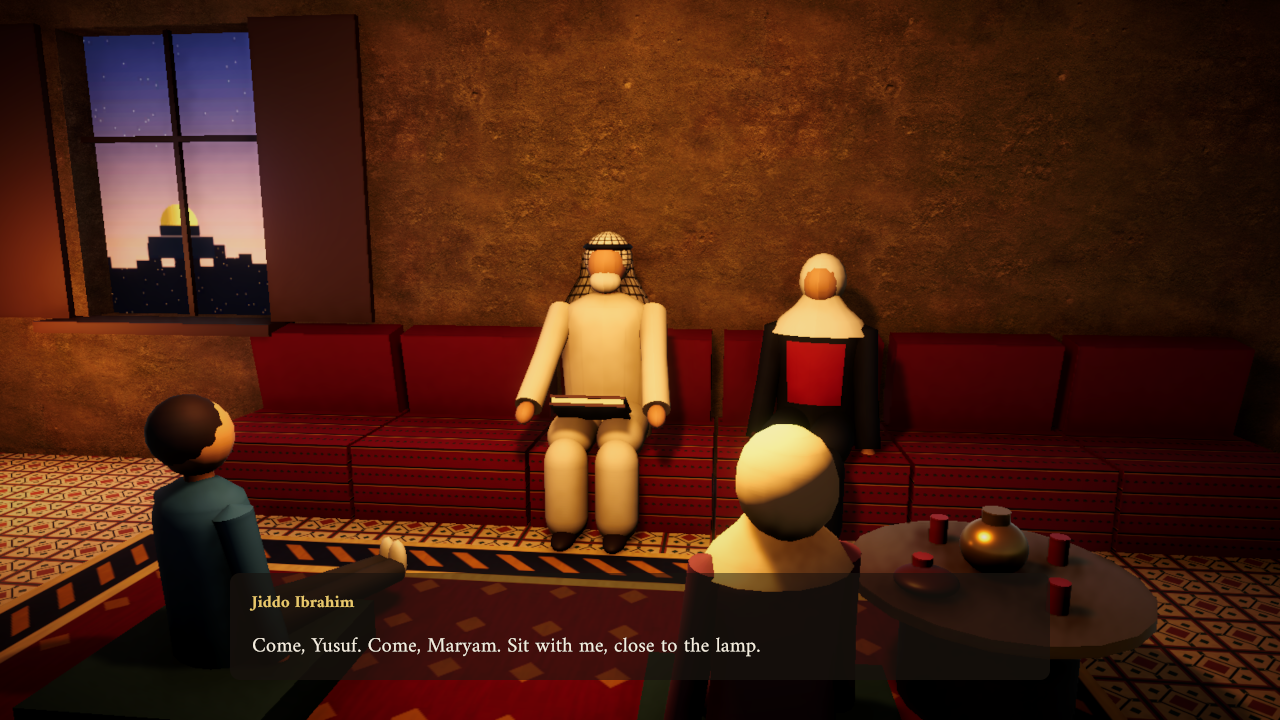 Jiddo Ibrahim
Come, Yusuf. Come, Maryam. Sit with me, close to the lamp.